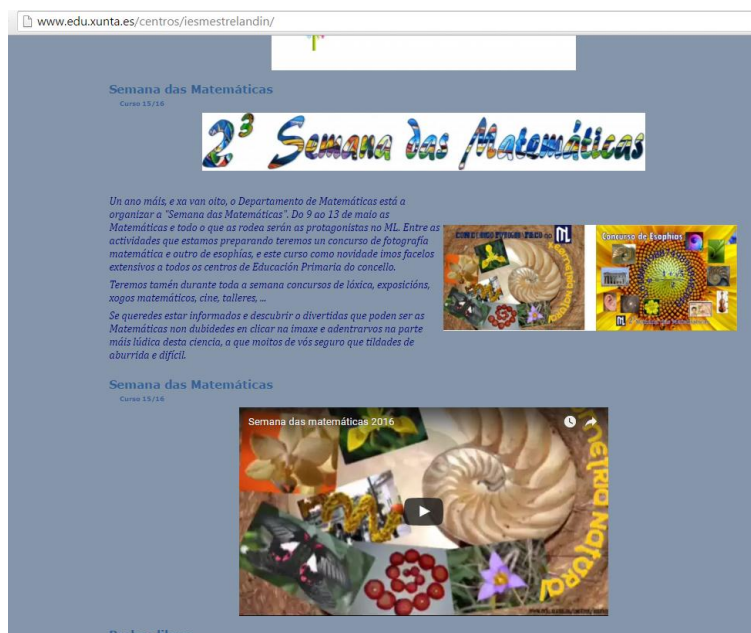 www.edu.xunta.es/centros/iesmestrelandin/
Semana das Matemáticas
Curso 15/16
2³ Semana das Matemáticas
Un ano máis, e xa van oito, o Departamento de Matemáticas está a
organizar a "Semana das Matemáticas". Do 9 ao 13 de maio as
Matemáticas e todo o que as rodea serán as protagonistas no ML. Entre as
actividades que estamos preparando teremos un concurso de fotografía
matemática e outro de esophías, e este curso como novidade imos facelos
extensivos a todos os centros de Educación Primaria do concello.
Teremos tamén durante toda a semana concursos de lóxica, exposicións,
xogos matemáticos, cine, talleres, ...
Se queredes estar informados e descubrir o divertidas que poden ser as
Matemáticas non dubidedes en clicar na imaxe e adentrarvos na parte
máis lúdica desta ciencia, a que moitos de vós seguro que tildades de
aburrida e difícil.
ML
Concurso de Esophías
ML
Semana das Matemáticas
Curso 15/16
Semana das matemáticas 2016